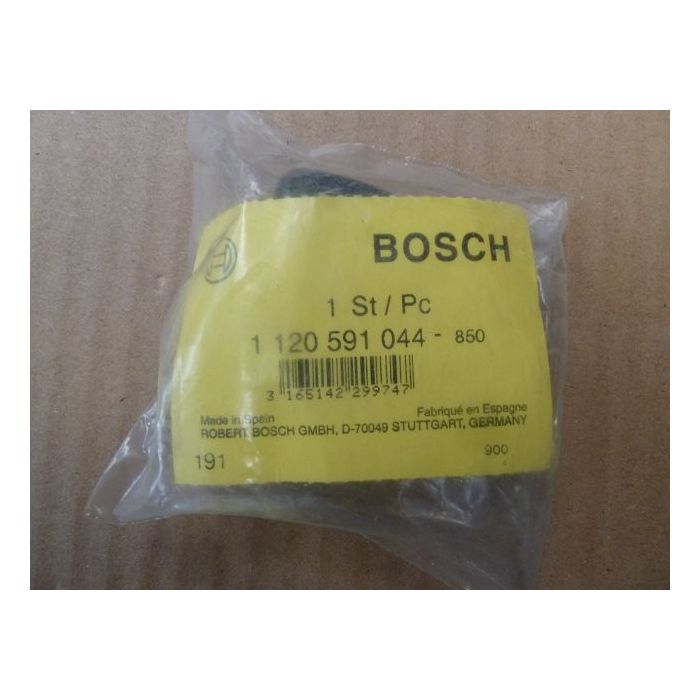 BOSCH
1 St / Pc
1 120 591 044 - 850
3 165142 299747
Made in Spain Fabriqué en Espagne
ROBERT BOSCH GMBH, D-70049 STUTTGART, GERMANY
191 900